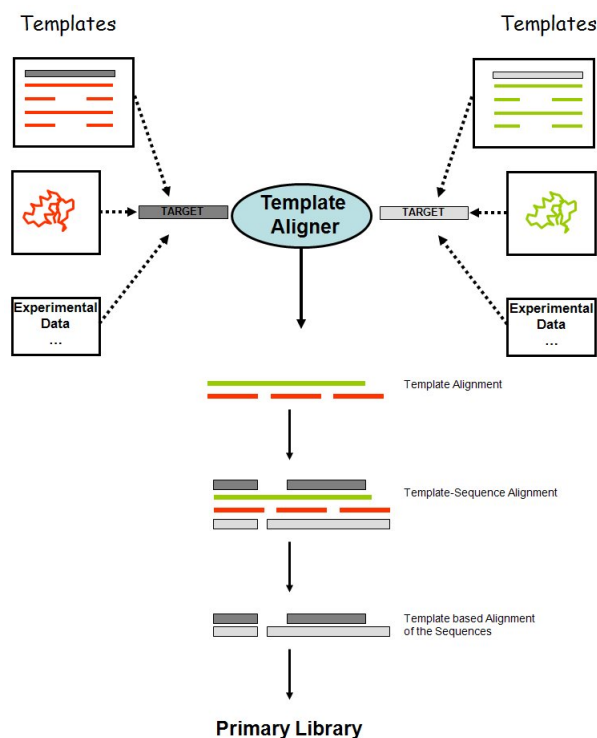 Templates
Templates
TARGET
Template
Aligner
TARGET
Experimental
Data
...
Experimental
Data
...
Template Alignment
Template-Sequence Alignment
Template based Alignment
of the Sequences
Primary Library